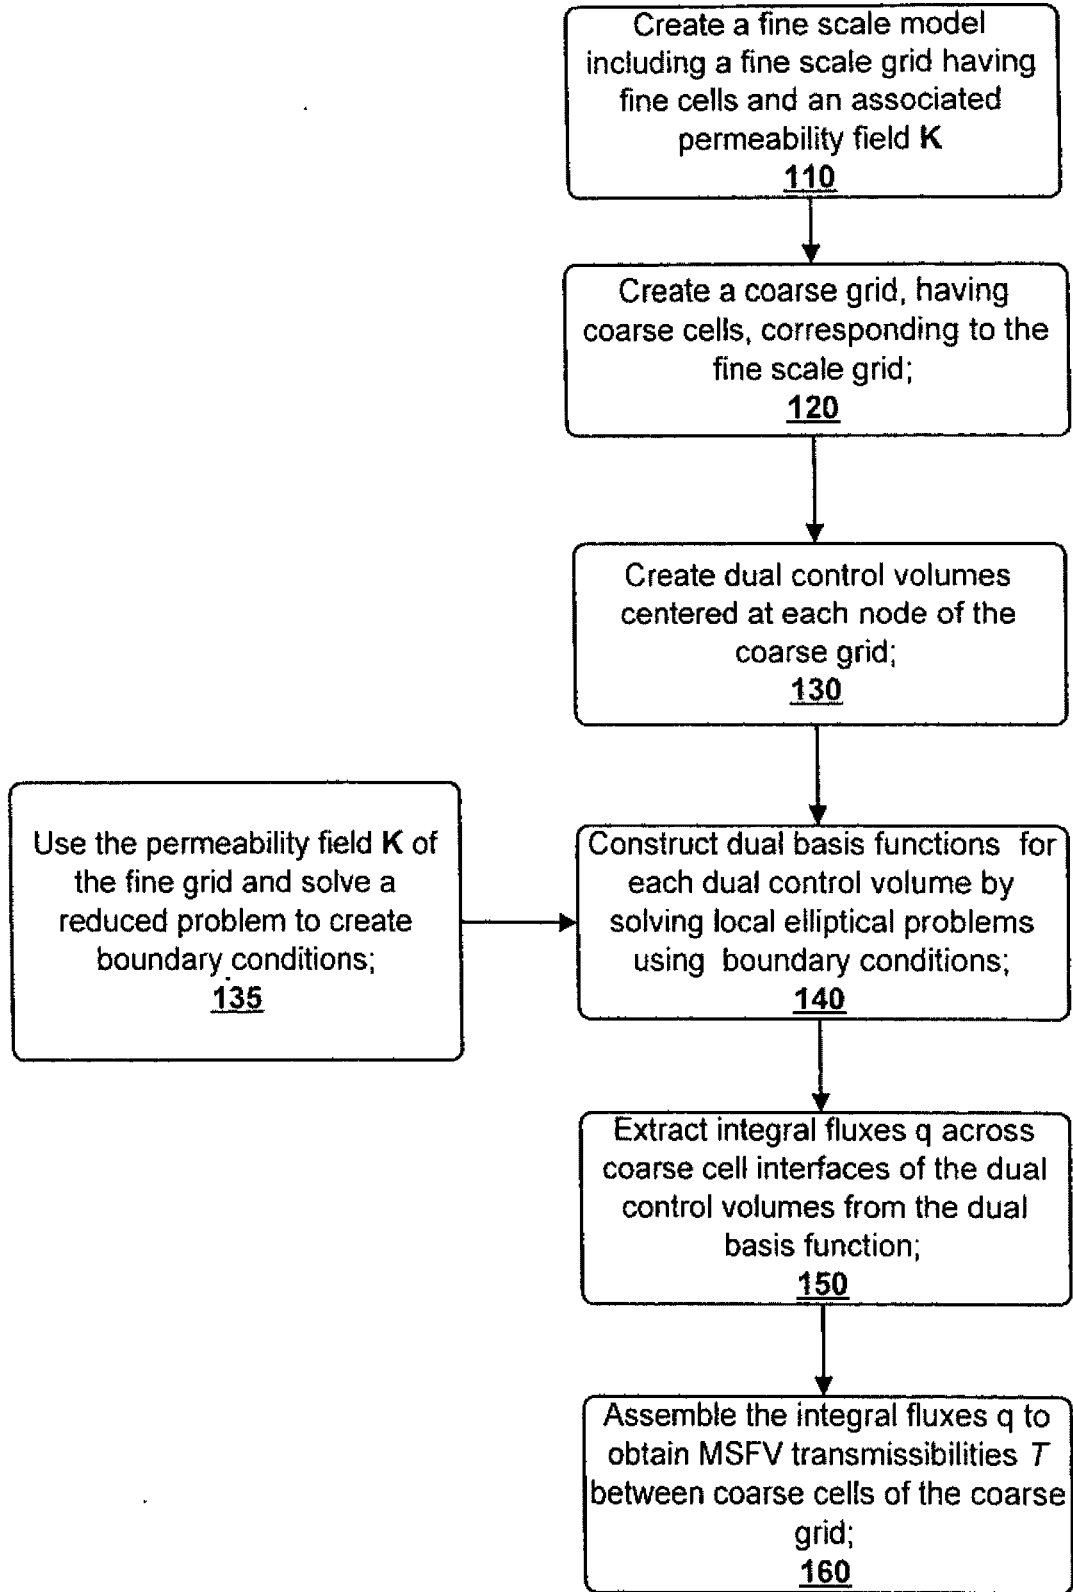 Create a fine scale model
including a fine scale grid having
fine cells and an associated
permeability field K
110
Create a coarse grid, having
coarse cells, corresponding to the
fine scale grid;
120
Create dual control volumes
centered at each node of the
coarse grid;
130
Use the permeability field K of
the fine grid and solve a
reduced problem to create
boundary conditions;
135
Construct dual basis functions for
each dual control volume by
solving local elliptical problems
using boundary conditions;
140
Extract integral fluxes q across
coarse cell interfaces of the dual
control volumes from the dual
basis function;
150
Assemble the integral fluxes q to
obtain MSFV transmissibilities T
between coarse cells of the coarse
grid;
160